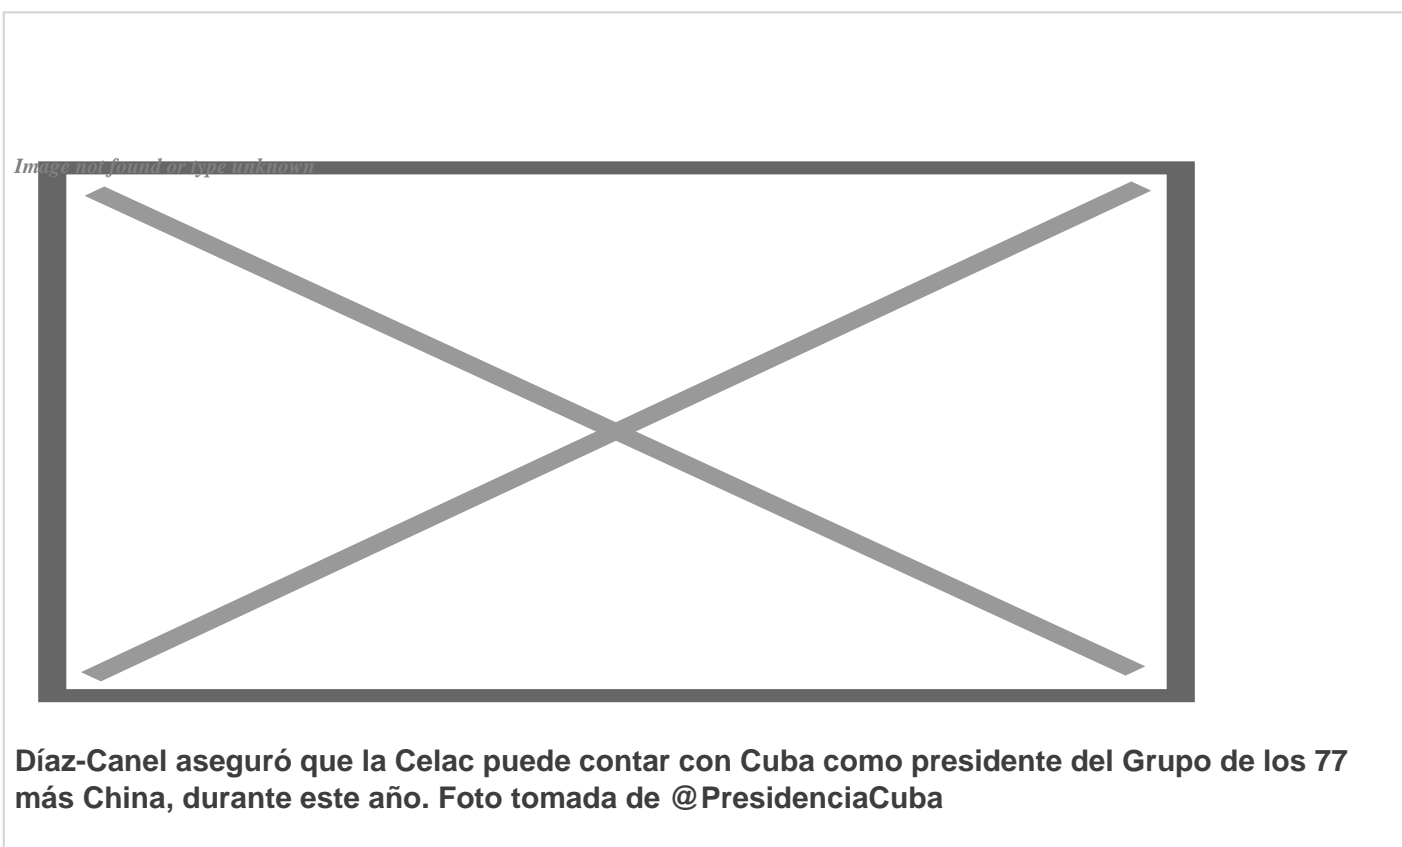 Image not found or type unknown
Díaz-Canel aseguró que la Celac puede contar con Cuba como presidente del Grupo de los 77
más China, durante este año. Foto tomada de @PresidenciaCuba